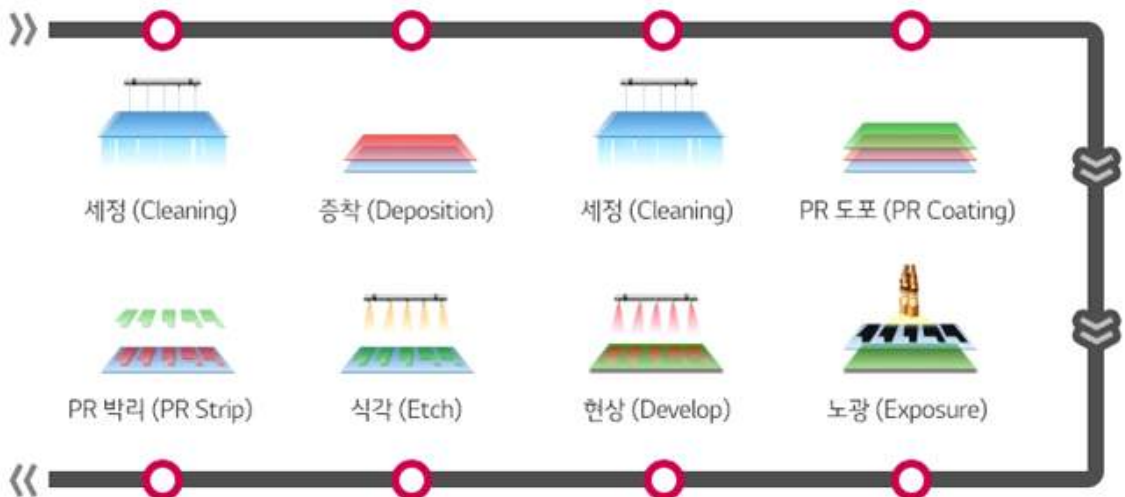 세정 (Cleaning)
증착 (Deposition)
세정 (Cleaning)
PR 도포 (PR Coating)
PR 박리 (PR Strip)
식각 (Etch)
현상 (Develop)
노광 (Exposure)